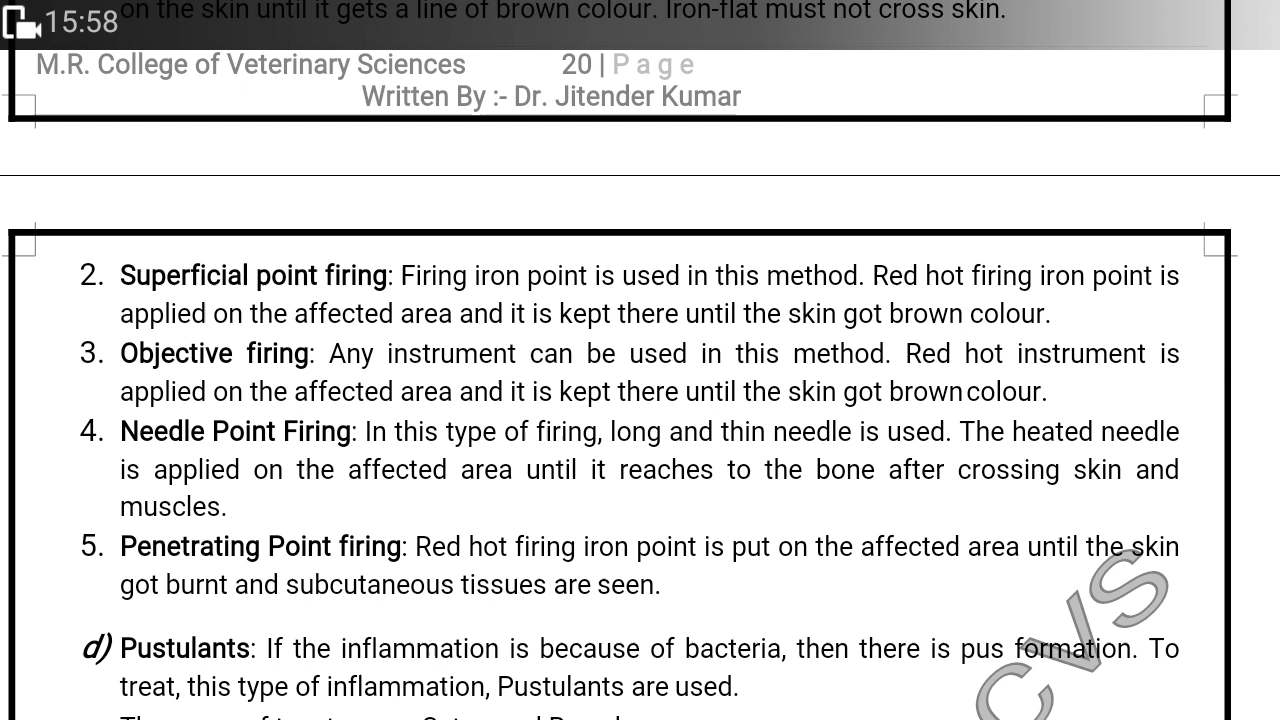 on the skin until it gets a line of brown colour. Iron-flat must not cross skin.
15:58
M.R. College of Veterinary Sciences 20 | P a g e
Written By :- Dr. Jitender Kumar
2. Superficial point firing: Firing iron point is used in this method. Red hot firing iron point is
applied on the affected area and it is kept there until the skin got brown colour.
3. Objective firing: Any instrument can be used in this method. Red hot instrument is
applied on the affected area and it is kept there until the skin got brown colour.
4. Needle Point Firing: In this type of firing, long and thin needle is used. The heated needle
is applied on the affected area until it reaches to the bone after crossing skin and
muscles.
5. Penetrating Point firing: Red hot firing iron point is put on the affected area until the skin
got burnt and subcutaneous tissues are seen.
d) Pustulants: If the inflammation is because of bacteria, then there is pus formation. To
treat, this type of inflammation, Pustulants are used.
CVS